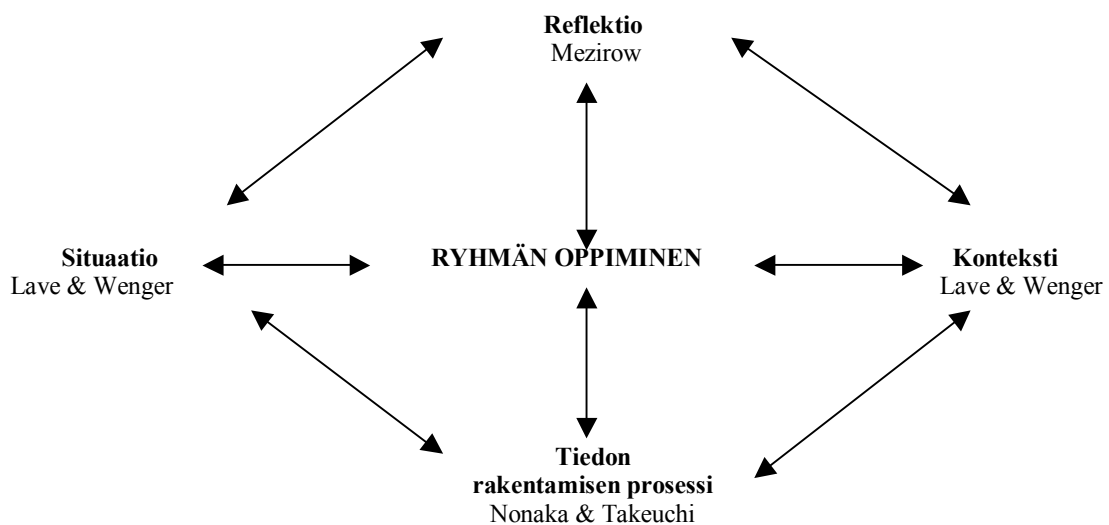 Reflektio
Mezirow
Situaatio
Lave & Wenger
RYHMÄN OPPIMINEN
Konteksti
Lave & Wenger
Tiedon
rakentamisen prosessi
Nonaka & Takeuchi